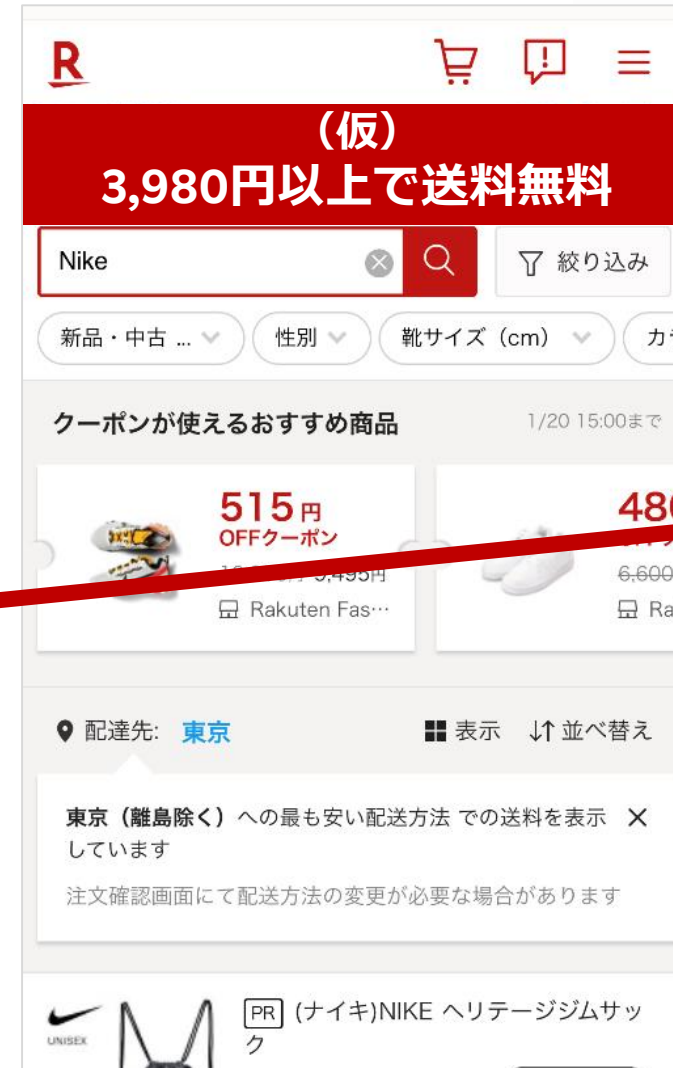 R
（仮）
3,980円以上で送料無料
Nike
絞り込み
新品・中古 ...
性別
靴サイズ（cm）
クーポンが使えるおすすめ商品
1/20 15:00まで
515円
OFFクーポン
9,495円
Rakuten Fas…
48
6,600
Ra
配達先: 東京
表示
並べ替え
東京（離島除く）への最も安い配送方法 での送料を表示
しています
注文確認画面にて配送方法の変更が必要な場合があります
UNISEX
PR (ナイキ)NIKE ヘリテージジムサッ
ク